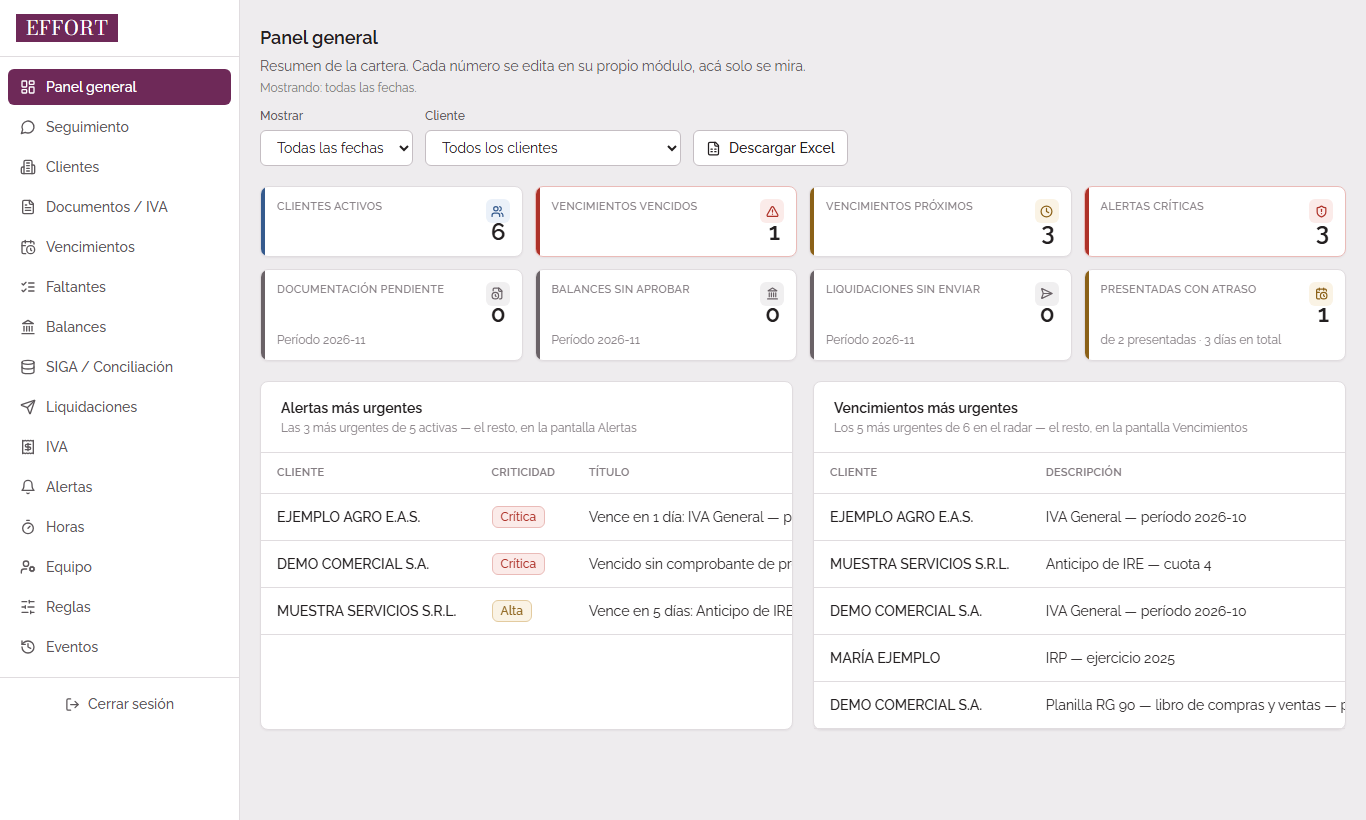 EFFORT
Panel general
Seguimiento
Clientes
Documentos / IVA
Vencimientos
Faltantes
Balances
SIGA / Conciliación
Liquidaciones
IVA
Alertas
Horas
Equipo
Reglas
Eventos
Cerrar sesión
Panel general
Resumen de la cartera. Cada número se edita en su propio módulo, acá solo se mira.
Mostrando: todas las fechas.
Mostrar
Cliente
Todas las fechas
Todos los clientes
Descargar Excel
CLIENTES ACTIVOS
6
VENCIMIENTOS VENCIDOS
1
VENCIMIENTOS PRÓXIMOS
3
ALERTAS CRÍTICAS
3
DOCUMENTACIÓN PENDIENTE
0
Período 2026-11
BALANCES SIN APROBAR
0
Período 2026-11
LIQUIDACIONES SIN ENVIAR
0
Período 2026-11
PRESENTADAS CON ATRASO
1
de 2 presentadas · 3 días en total
Alertas más urgentes
Las 3 más urgentes de 5 activas — el resto, en la pantalla Alertas
CLIENTE CRITICIDAD TÍTULO
EJEMPLO AGRO E.A.S. Crítica Vence en 1 día: IVA General — p
DEMO COMERCIAL S.A. Crítica Vencido sin comprobante de pr
MUESTRA SERVICIOS S.R.L. Alta Vence en 5 días: Anticipo de IRE
Vencimientos más urgentes
Los 5 más urgentes de 6 en el radar — el resto, en la pantalla Vencimientos
CLIENTE DESCRIPCIÓN
EJEMPLO AGRO E.A.S. IVA General — período 2026-10
MUESTRA SERVICIOS S.R.L. Anticipo de IRE — cuota 4
DEMO COMERCIAL S.A. IVA General — período 2026-10
MARÍA EJEMPLO IRP — ejercicio 2025
DEMO COMERCIAL S.A. Planilla RG 90 — libro de compras y ventas — p